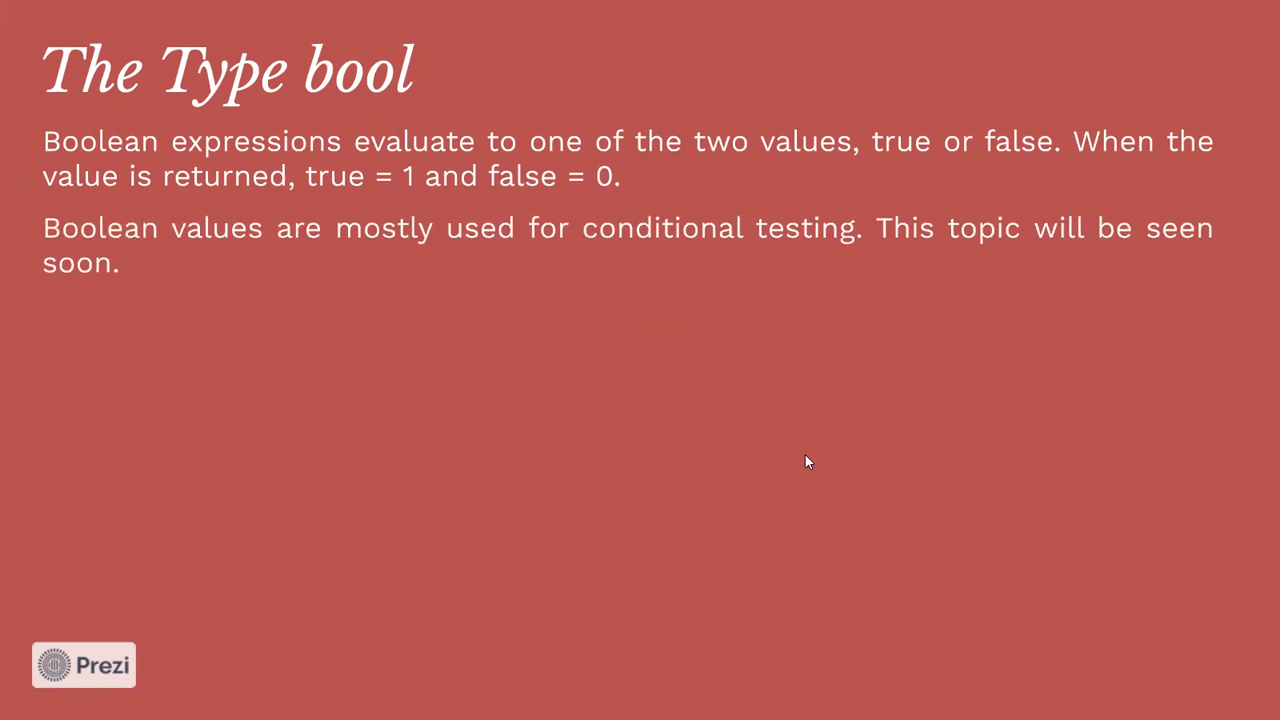 The Type bool
Boolean expressions evaluate to one of the two values, true or false. When the
value is returned, true = 1 and false = 0.
Boolean values are mostly used for conditional testing. This topic will be seen
soon.
Prezi